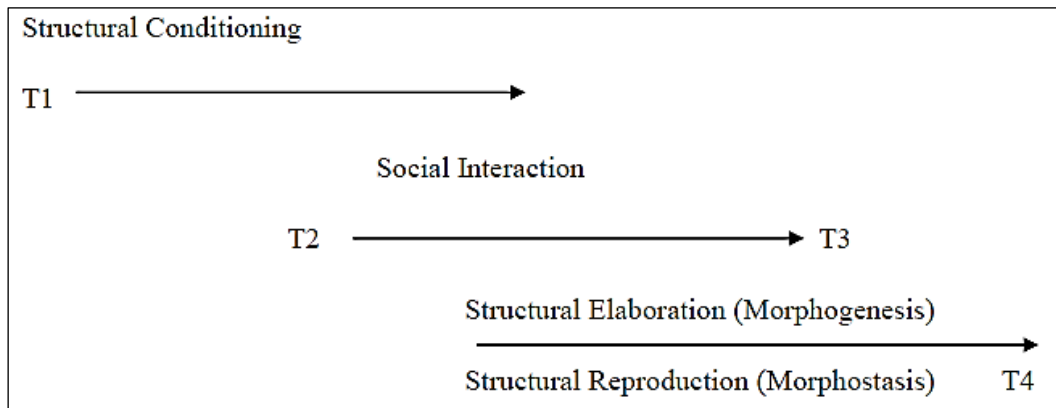 Structural Conditioning
T1
Social Interaction
T2 T3
Structural Elaboration (Morphogenesis)
Structural Reproduction (Morphostasis) T4